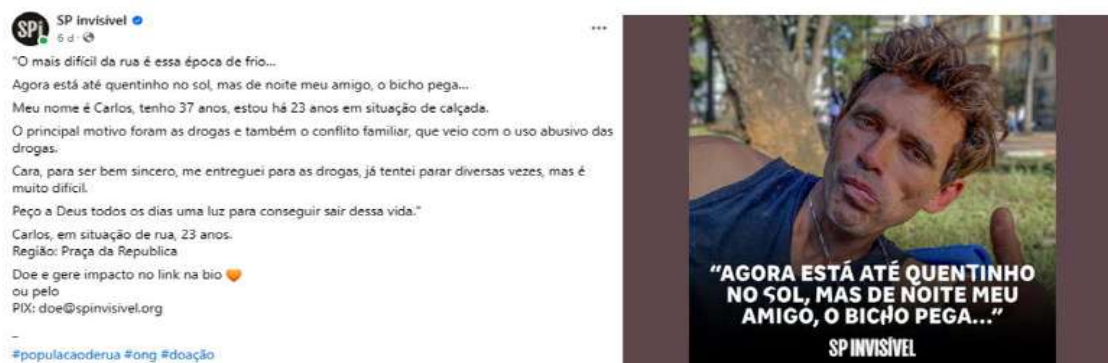 SPi
SP invisível
6 d
"O mais difícil da rua é essa época de frio...
Agora está até quentinho no sol, mas de noite meu amigo, o bicho pega...
Meu nome é Carlos, tenho 37 anos, estou há 23 anos em situação de calçada.
O principal motivo foram as drogas e também o conflito familiar, que veio com o uso abusivo das
drogas.
Cara, para ser bem sincero, me entreguei para as drogas, já tentei parar diversas vezes, mas é
muito difícil.
Peço a Deus todos os dias uma luz para conseguir sair dessa vida."
Carlos, em situação de rua, 23 anos.
Região: Praça da Republica
Doe e gere impacto no link na bio 🧡
ou pelo
PIX: doe@spinvisivel.org
_
#populacaoderua #ong #doação
"AGORA ESTÁ ATÉ QUENTINHO
NO SOL, MAS DE NOITE MEU
AMIGO, O BICHO PEGA..."
SP INVISÍVEL